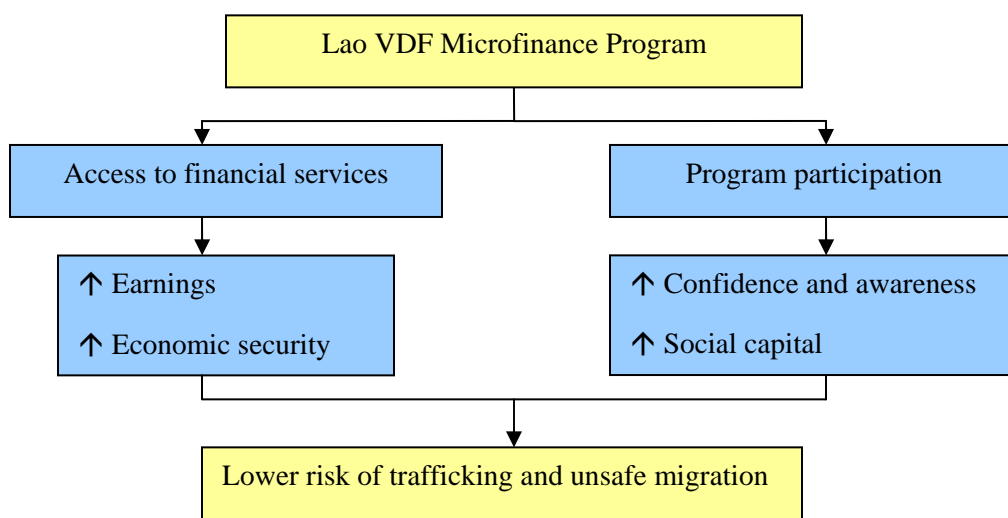 Lao VDF Microfinance Program
Access to financial services
Program participation
↑ Earnings
↑ Economic security
↑ Confidence and awareness
↑ Social capital
Lower risk of trafficking and unsafe migration